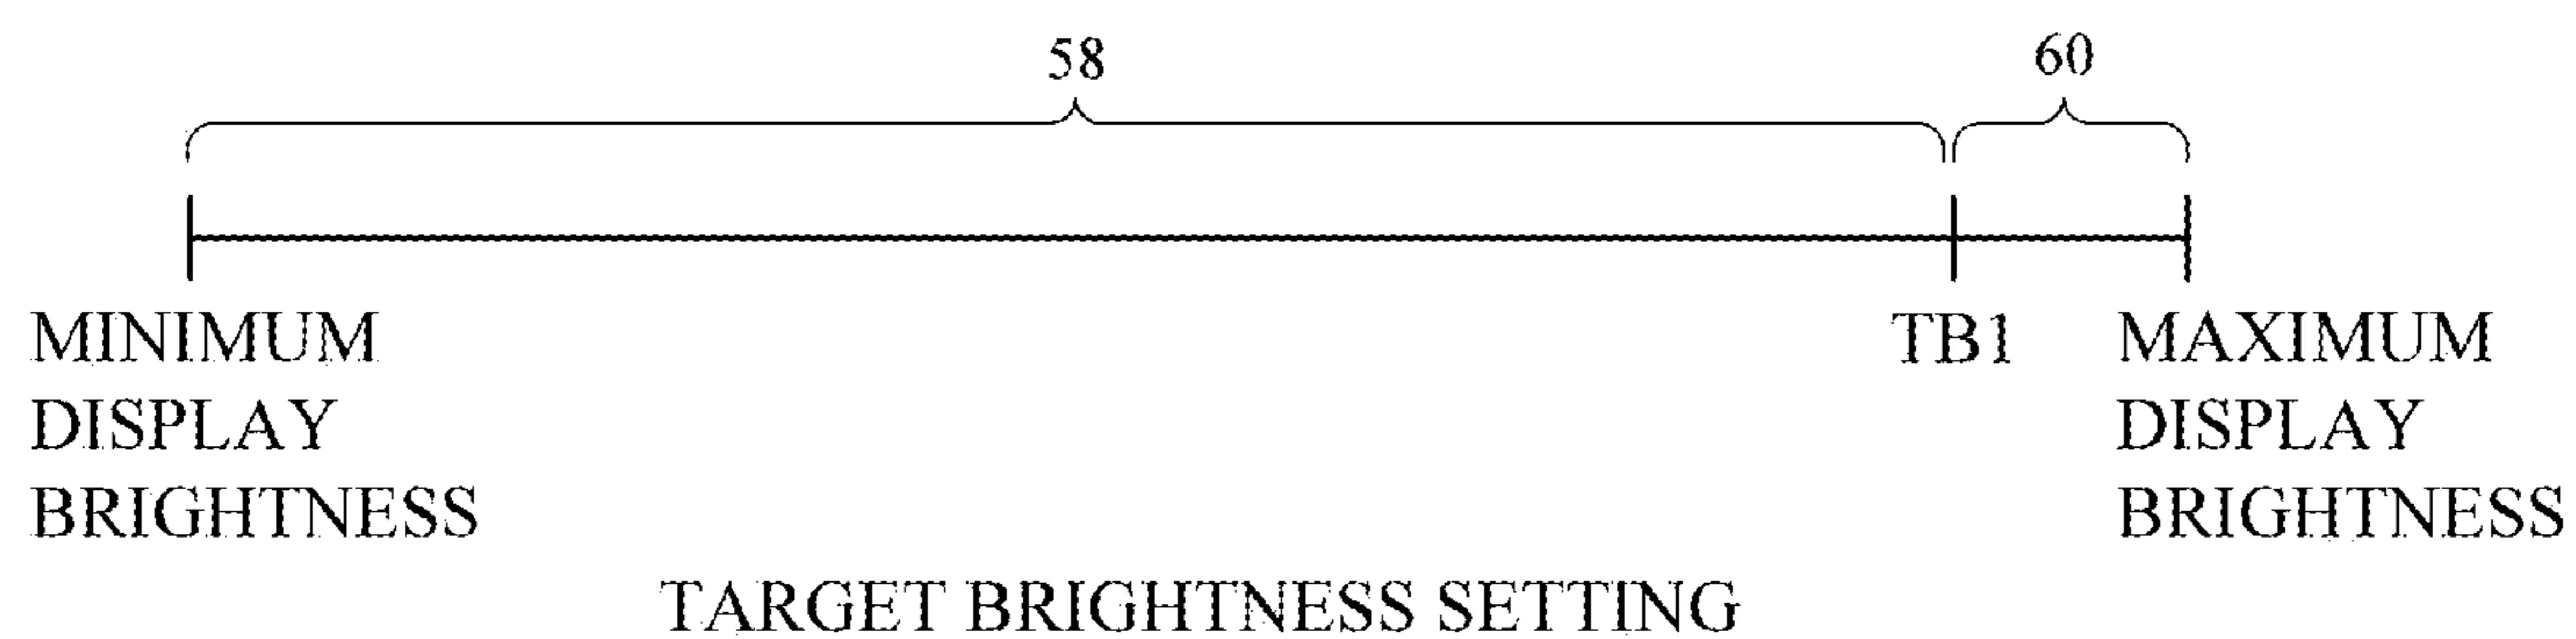 58
60
MINIMUM
DISPLAY
BRIGHTNESS
TB1
MAXIMUM
DISPLAY
BRIGHTNESS
TARGET BRIGHTNESS SETTING